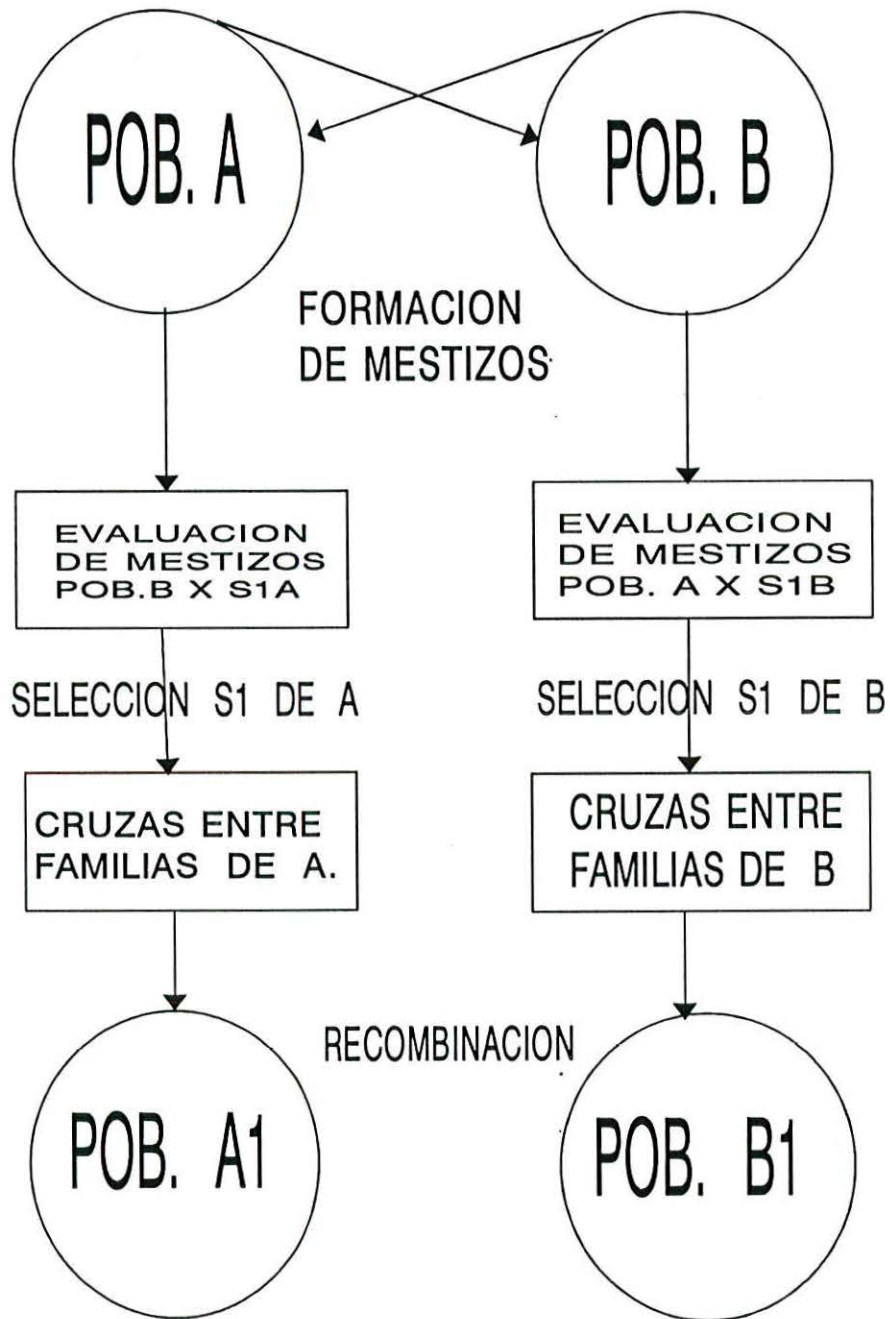 POB. A
POB. B
FORMACION
DE MESTIZOS
EVALUACION
DE MESTIZOS
POB.B X S1A
EVALUACION
DE MESTIZOS
POB. A X S1B
SELECCION S1 DE A
SELECCION S1 DE B
CRUZAS ENTRE
FAMILIAS DE A.
CRUZAS ENTRE
FAMILIAS DE B
RECOMBINACION
POB. A1
POB. B1